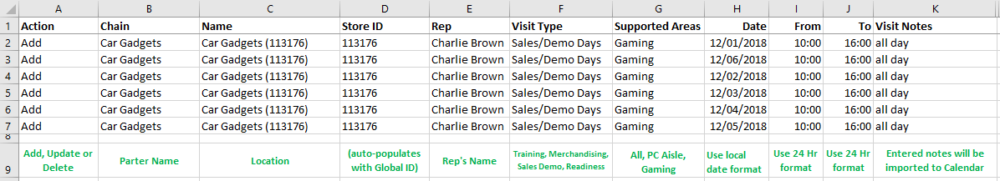 A B C D E F G H I J K
1 Action Chain Name Store ID Rep Visit Type Supported Areas Date From To Visit Notes
2 Add Car Gadgets Car Gadgets (113176) 113176 Charlie Brown Sales/Demo Days Gaming 12/01/2018 10:00 16:00 all day
3 Add Car Gadgets Car Gadgets (113176) 113176 Charlie Brown Sales/Demo Days Gaming 12/06/2018 10:00 16:00 all day
4 Add Car Gadgets Car Gadgets (113176) 113176 Charlie Brown Sales/Demo Days Gaming 12/02/2018 10:00 16:00 all day
5 Add Car Gadgets Car Gadgets (113176) 113176 Charlie Brown Sales/Demo Days Gaming 12/03/2018 10:00 16:00 all day
6 Add Car Gadgets Car Gadgets (113176) 113176 Charlie Brown Sales/Demo Days Gaming 12/04/2018 10:00 16:00 all day
7 Add Car Gadgets Car Gadgets (113176) 113176 Charlie Brown Sales/Demo Days Gaming 12/05/2018 10:00 16:00 all day
8
9
Add, Update or
Delete
Parter Name
Location
(auto-populates
with Global ID)
Rep's Name
Training, Merchandising,
Sales Demo, Readiness
All, PC Aisle,
Gaming
Use local
date format
Use 24 Hr
format
Use 24 Hr
format
Entered notes will be
imported to Calendar